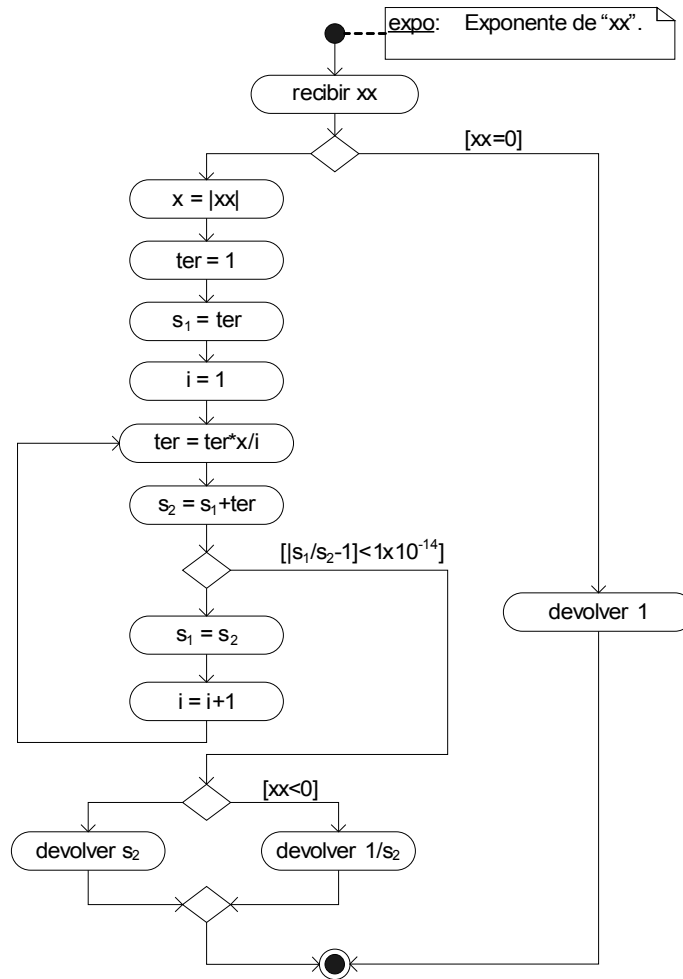 expo: Exponente de “xx”.
recibir xx
[xx=0]
x = |xx|
ter = 1
s₁ = ter
i = 1
ter = ter*x/i
s₂ = s₁+ter
[|s₁/s₂-1]<1x10⁻¹⁴]
s₁ = s₂
devolver 1
i = i+1
[xx<0]
devolver s₂
devolver 1/s₂